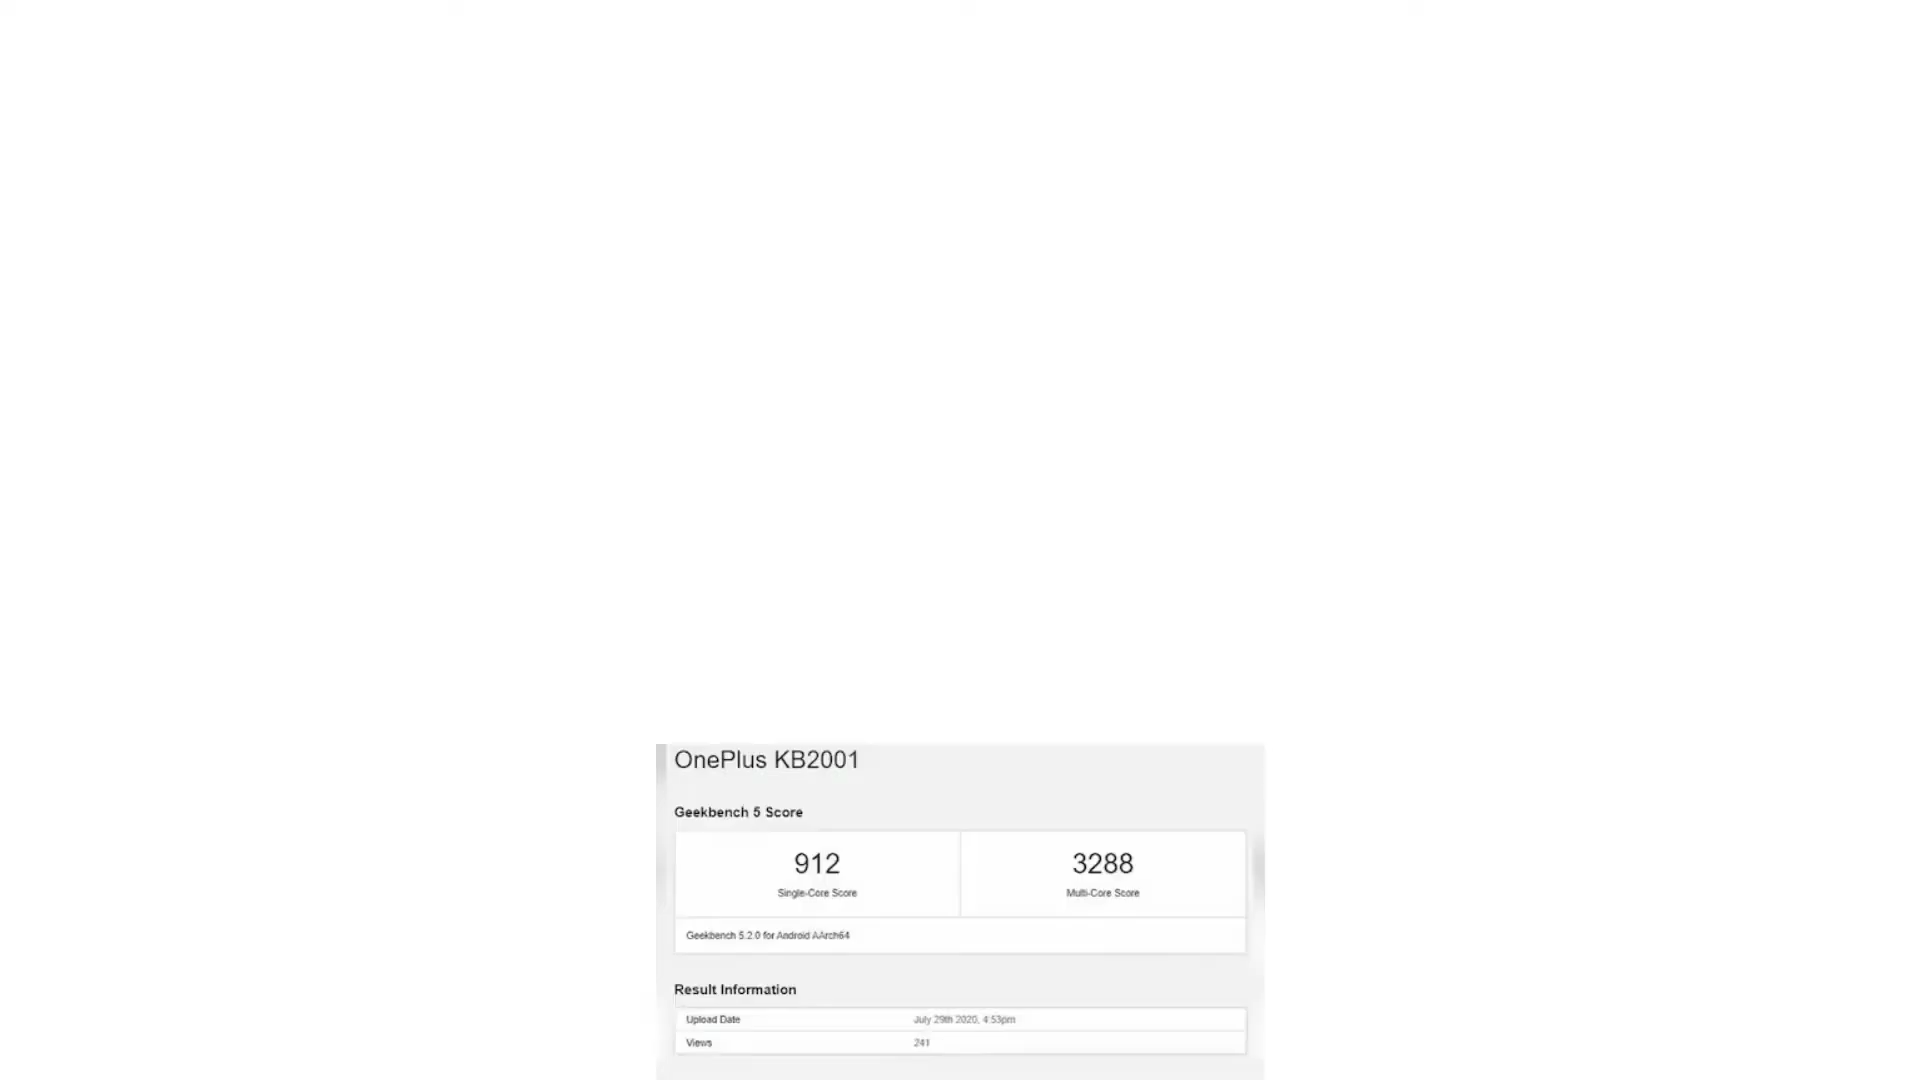 OnePlus KB2001
Geekbench 5 Score
912
3288
Single-Core Score
Multi-Core Score
Geekbench 5.2.0 for Android AArch64
Result Information
Upload Date July 29th 2020, 4:53pm
Views 241